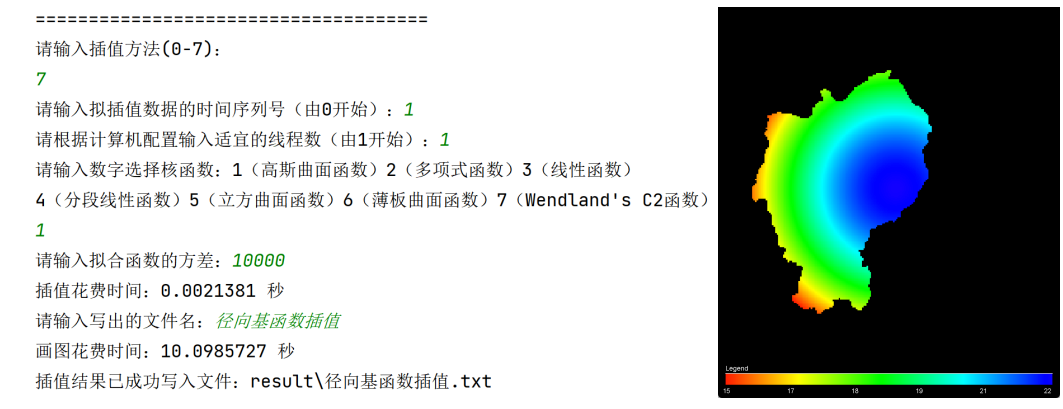 =====================================
请输入插值方法(0-7):
7
请输入拟插值数据的时间序列号（由0开始）：1
请根据计算机配置输入适宜的线程数（由1开始）：1
请输入数字选择核函数：1（高斯曲面函数）2（多项式函数）3（线性函数）
4（分段线性函数）5（立方曲面函数）6（薄板曲面函数）7（Wendland's C2函数）
1
请输入拟合函数的方差：10000
插值花费时间：0.0021381 秒
请输入写出的文件名：径向基函数插值
画图花费时间：10.0985727 秒
插值结果已成功写入文件：result\径向基函数插值.txt
Legend
15 17 18 19 21 22